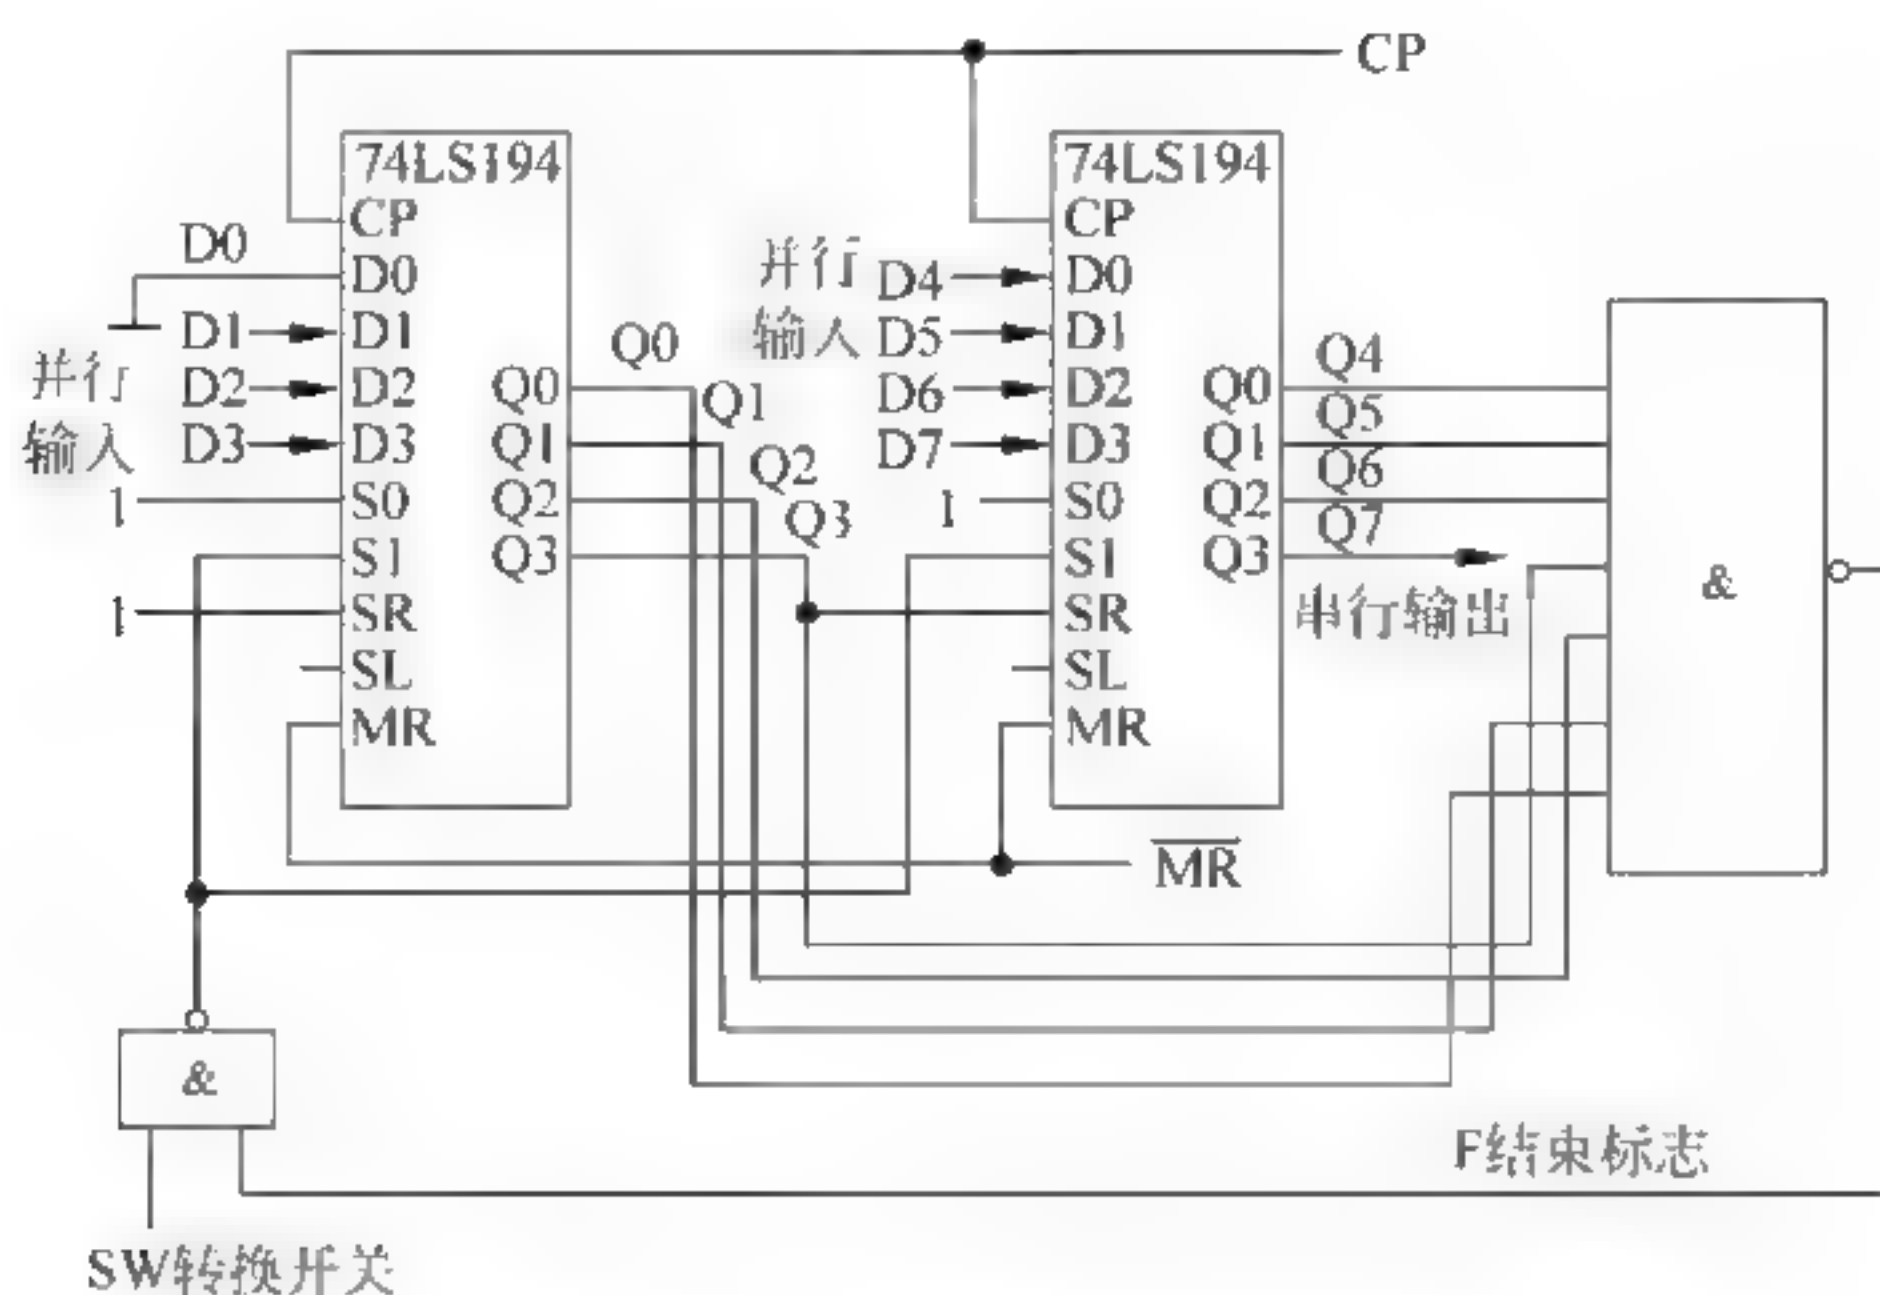 CP
74LS194
CP
D0
D0
D1
D1
D2
D2
D3
D3
并行
输入
1
S0
S1
1
SR
SL
MR
Q0
Q1
Q2
Q3
Q0
Q1
Q2
Q3
74LS194
CP
并行
输入
D4
D0
D5
D1
D6
D2
D7
D3
1
S0
S1
SR
SL
MR
Q0
Q1
Q2
Q3
Q4
Q5
Q6
Q7
串行输出
&
MR
&
F结束标志
SW转换开关